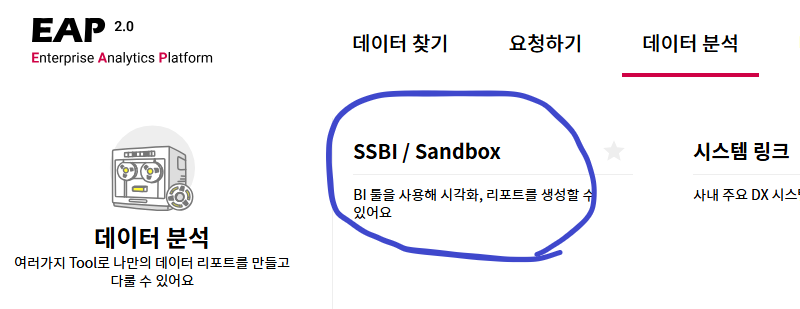 EAP 2.0
Enterprise Analytics Platform
데이터 찾기
요청하기
데이터 분석
데이터 분석
여러가지 Tool로 나만의 데이터 리포트를 만들고
다룰 수 있어요
SSBI / Sandbox
BI 툴을 사용해 시각화, 리포트를 생성할 수
있어요
시스템 링크
사내 주요 DX